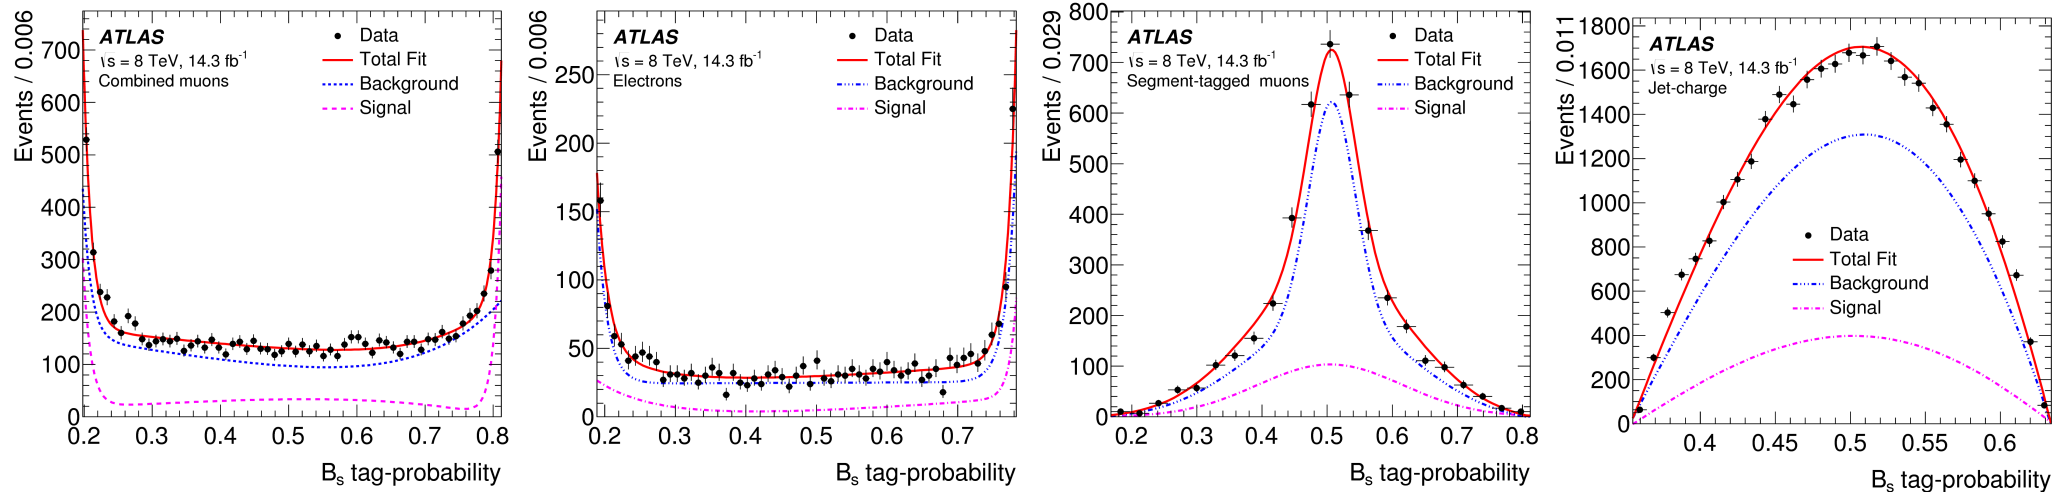 Events / 0.006
700
600
500
400
300
200
100
0
ATLAS
√s = 8 TeV, 14.3 fb⁻¹
Combined muons
Data
Total Fit
Background
Signal
0.2 0.3 0.4 0.5 0.6 0.7 0.8
Bₛ tag-probability
Events / 0.006
250
200
150
100
50
0
ATLAS
√s = 8 TeV, 14.3 fb⁻¹
Electrons
Data
Total Fit
Background
Signal
0.2 0.3 0.4 0.5 0.6 0.7
Bₛ tag-probability
Events / 0.029
800
700
600
500
400
300
200
100
0
ATLAS
√s = 8 TeV, 14.3 fb⁻¹
Segment-tagged muons
Data
Total Fit
Background
Signal
0.2 0.3 0.4 0.5 0.6 0.7 0.8
Bₛ tag-probability
Events / 0.011
1800
1600
1400
1200
1000
800
600
400
200
0
ATLAS
√s = 8 TeV, 14.3 fb⁻¹
Jet-charge
Data
Total Fit
Background
Signal
0.4 0.45 0.5 0.55 0.6
Bₛ tag-probability